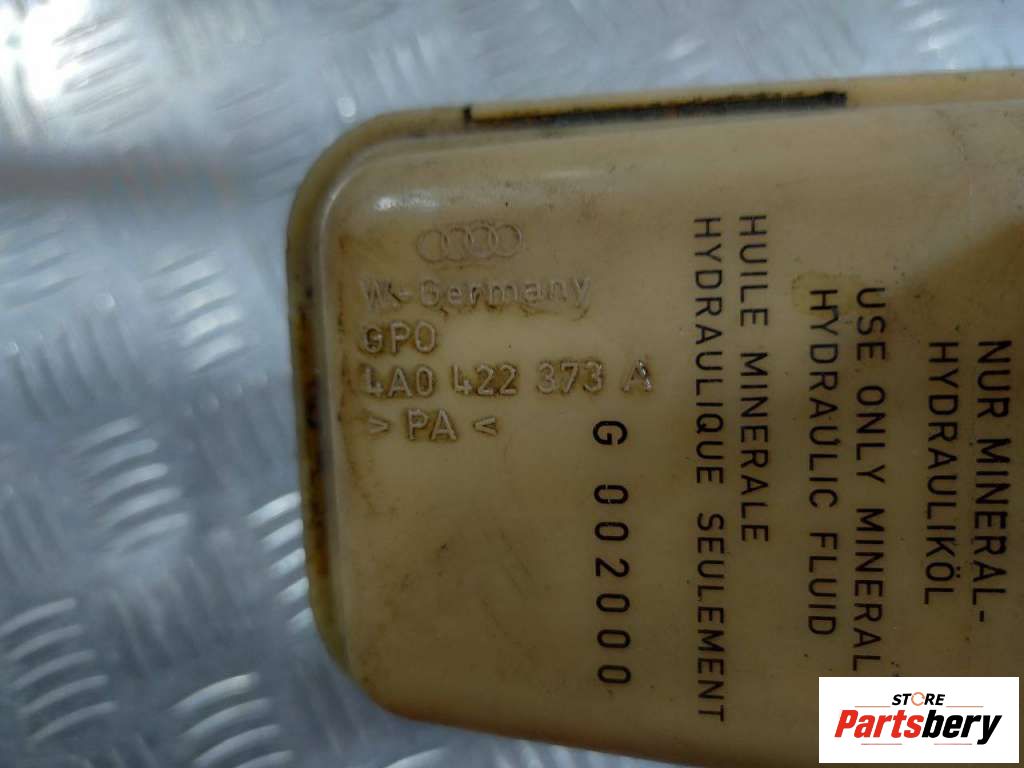 W.-Germany
GPO
4A0 422 373 A
> PA <
G 002000
HUILE MINERALE
HYDRAULIQUE SEULEMENT
USE ONLY MINERAL
HYDRAULIC FLUID
NUR MINERAL-
HYDRAULIKÖL
STORE
Partsbery